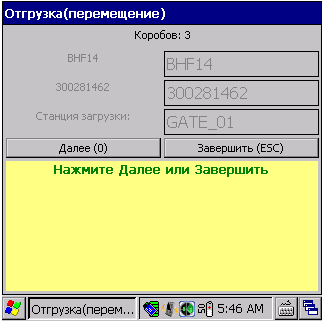 Отгрузка(перемещение)
Коробов: 3
BHF14 BHF14
300281462 300281462
Станция загрузки: GATE_01
Далее (0) Завершить (ESC)
Нажмите Далее или Завершить
Отгрузка(перем... 5:46 AM